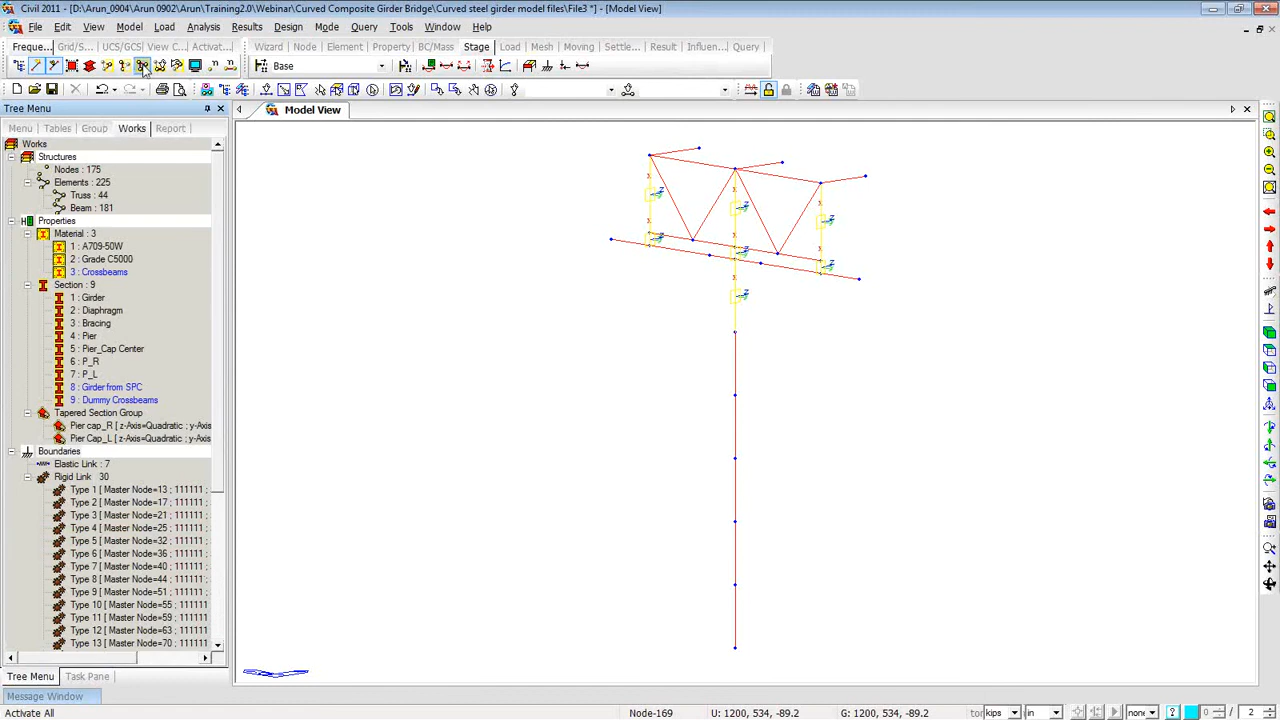 Civil 2011 - [D:\Arun_0904\Arun 0902\Arun\Training2.0\Webinar\Curved Composite Girder Bridge\Curved steel girder model files\File3 *] - [Model View]
File Edit View Model Load Analysis Results Design Mode Query Tools Window Help
Freque... Grid/S... UCS/GCS View C... Activat... Wizard Node Element Property BC/Mass Stage Load Mesh Moving Settle... Result Influen... Query
Base
Tree Menu
Model View
Menu Tables Group Works Report
Works
Structures
Nodes : 175
Elements : 225
Truss : 44
Beam : 181
Properties
Material : 3
1 : A709-50W
2 : Grade C5000
3 : Crossbeams
Section : 9
1 : Girder
2 : Diaphragm
3 : Bracing
4 : Pier
5 : Pier_Cap Center
6 : P_R
7 : P_L
8 : Girder from SPC
9 : Dummy Crossbeams
Tapered Section Group
Pier cap_R [ z-Axis=Quadratic ; y-Axis
Pier Cap_L [ z-Axis=Quadratic ; y-Axis
Boundaries
Elastic Link : 7
Rigid Link 30
Type 1 [ Master Node=13 ; 111111 ;
Type 2 [ Master Node=17 ; 111111 ;
Type 3 [ Master Node=21 ; 111111 ;
Type 4 [ Master Node=25 ; 111111 ;
Type 5 [ Master Node=32 ; 111111 ;
Type 6 [ Master Node=36 ; 111111 ;
Type 7 [ Master Node=40 ; 111111 ;
Type 8 [ Master Node=44 ; 111111 ;
Type 9 [ Master Node=51 ; 111111 ;
Type 10 [ Master Node=55 ; 111111
Type 11 [ Master Node=59 ; 111111
Type 12 [ Master Node=63 ; 111111
Type 13 [ Master Node=70 ; 111111
Tree Menu Task Pane
Message Window
Activate All Node-169 U: 1200, 534, -89.2 G: 1200, 534, -89.2 kips in none 0 / 2